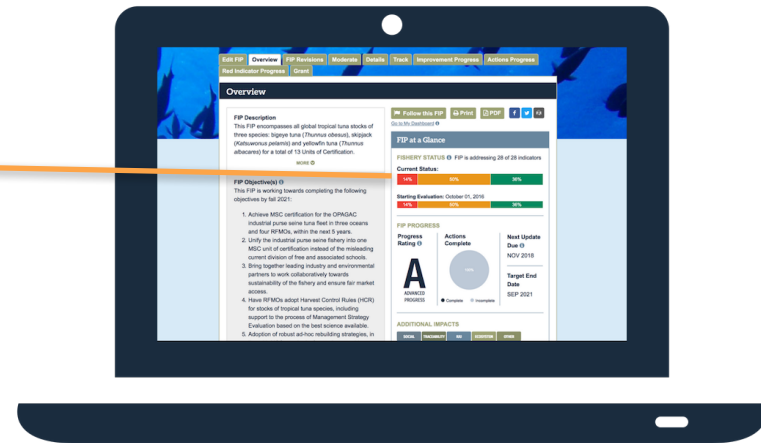 Edit FIP Overview FIP Revisions Moderate Details Track Improvement Progress Actions Progress
Red Indicator Progress Grant
Overview
FIP Description
This FIP encompasses all global tropical tuna stocks of
three species: bigeye tuna (Thunnus obesus), skipjack
(Katsuwonus pelamis) and yellowfin tuna (Thunnus
albacares) for a total of 13 Units of Certification.
MORE
FIP Objective(s)
This FIP is working towards completing the following
objectives by fall 2021:
1. Achieve MSC certification for the OPAGAC
industrial purse seine tuna fleet in three oceans
and four RFMOs, within the next 5 years.
2. Unify the industrial purse seine fishery into one
MSC unit of certification instead of the misleading
current division of free and associated schools.
3. Bring together leading industry and environmental
partners to work collaboratively towards
sustainability of the fishery and ensure fair market
access.
4. Have RFMOs adopt Harvest Control Rules (HCR)
for stocks of tropical tuna species, including
support to the process of Management Strategy
Evaluation based on the best science available.
5. Adoption of robust ad-hoc rebuilding strategies, in
Follow this FIP Print PDF
Go to My Dashboard
FIP at a Glance
FISHERY STATUS FIP is addressing 28 of 28 indicators
Current Status:
14% 50% 36%
Starting Evaluation: October 01, 2016
14% 50% 36%
FIP PROGRESS
Progress
Rating
A
ADVANCED
PROGRESS
Actions
Complete
Complete Incomplete
Next Update
Due
NOV 2018
Target End
Date
SEP 2021
ADDITIONAL IMPACTS
SOCIAL TRACEABILITY ECOSYSTEM OTHER